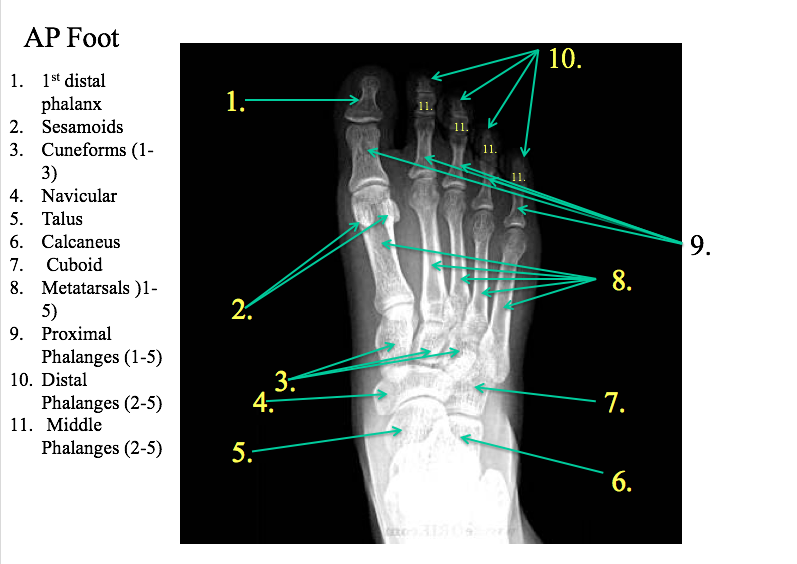 AP Foot
1. 1st distal
phalanx
2. Sesamoids
3. Cuneforms (1-
3)
4. Navicular
5. Talus
6. Calcaneus
7. Cuboid
8. Metatarsals )1-
5)
9. Proximal
Phalanges (1-5)
10. Distal
Phalanges (2-5)
11. Middle
Phalanges (2-5)
10.
1.
11.
11.
11.
11.
9.
8.
2.
3.
4.
7.
5.
6.